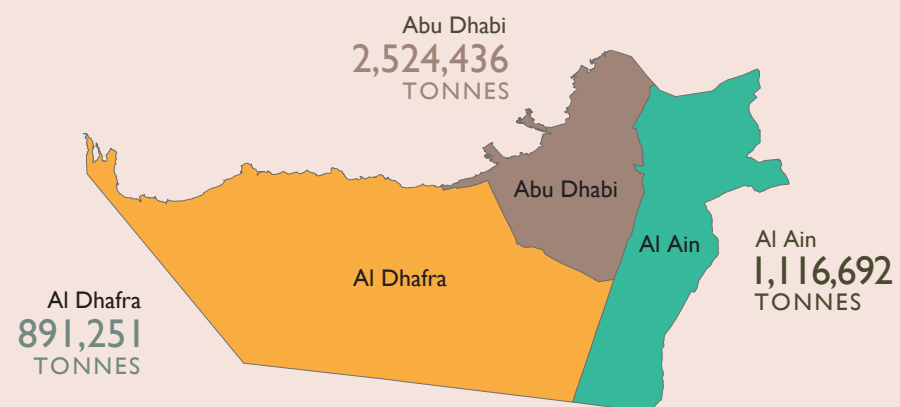 Abu Dhabi
2,524,436
TONNES
Abu Dhabi
Al Ain
Al Ain
1,116,692
TONNES
Al Dhafra
Al Dhafra
891,251
TONNES